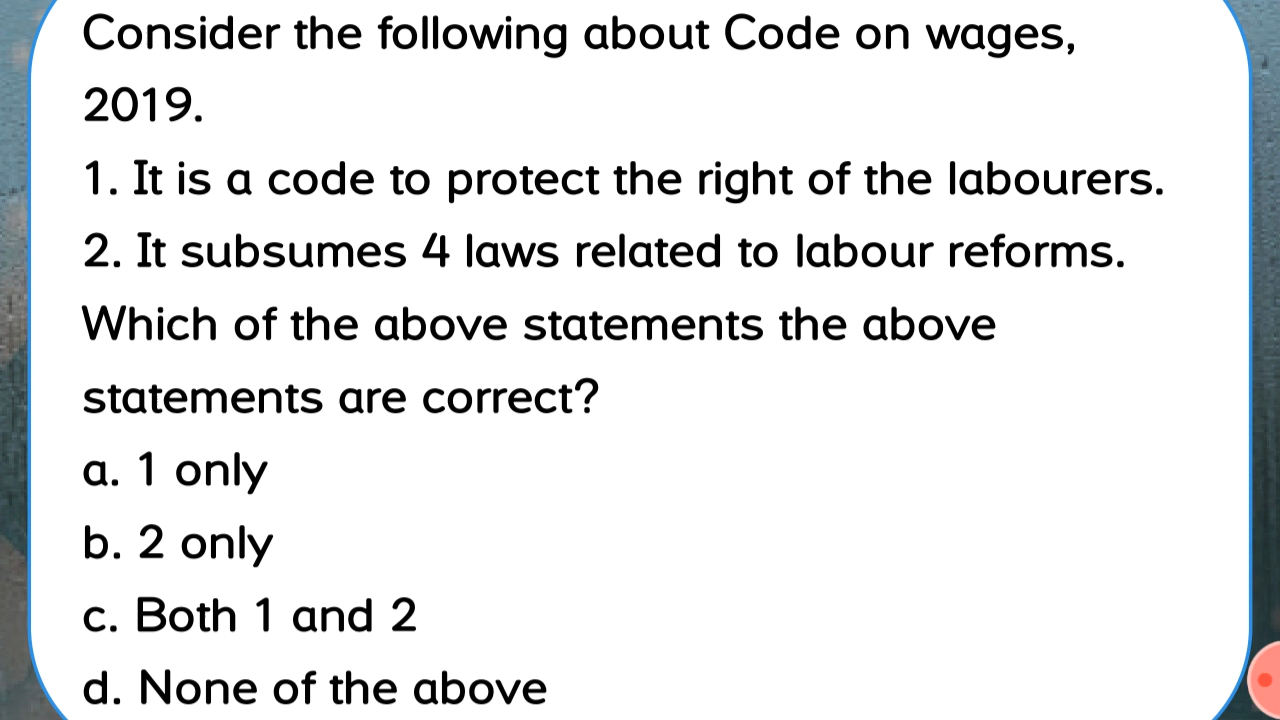 Consider the following about Code on wages,
2019.
1. It is a code to protect the right of the labourers.
2. It subsumes 4 laws related to labour reforms.
Which of the above statements the above
statements are correct?
a. 1 only
b. 2 only
c. Both 1 and 2
d. None of the above